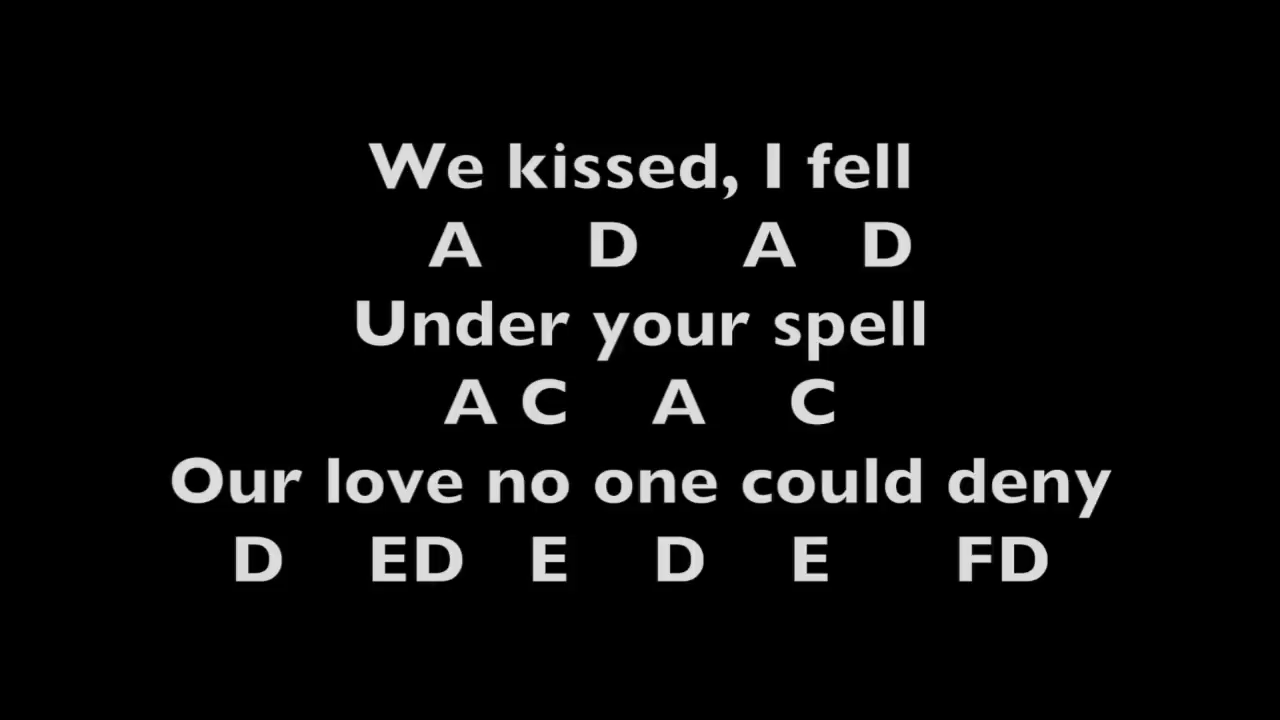 We kissed, I fell
A D A D
Under your spell
A C A C
Our love no one could deny
D ED E D E FD